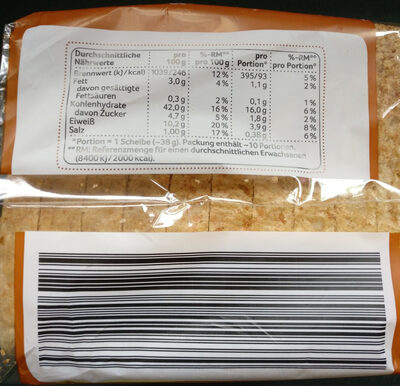 Durchschnittliche Nährwerte pro 100 g %-RM** pro 100 g pro Portion* %-RM** pro Portion*
Brennwert (kJ/kcal) 1039/246 12 % 395/93 5 %
Fett 3,0 g 4 % 1,1 g 2 %
davon gesättigte
Fettsäuren 0,3 g 2 % 0,1 g 1 %
Kohlenhydrate 42,0 g 16 % 16,0 g 6 %
davon Zucker 4,7 g 5 % 1,8 g 2 %
Eiweiß 10,2 g 20 % 3,9 g 8 %
Salz 1,00 g 17 % 0,38 g 6 %
*Portion = 1 Scheibe (~38 g). Packung enthält ~10 Portionen.
**RM: Referenzmenge für einen durchschnittlichen Erwachsenen
(8400 kJ/2000 kcal).